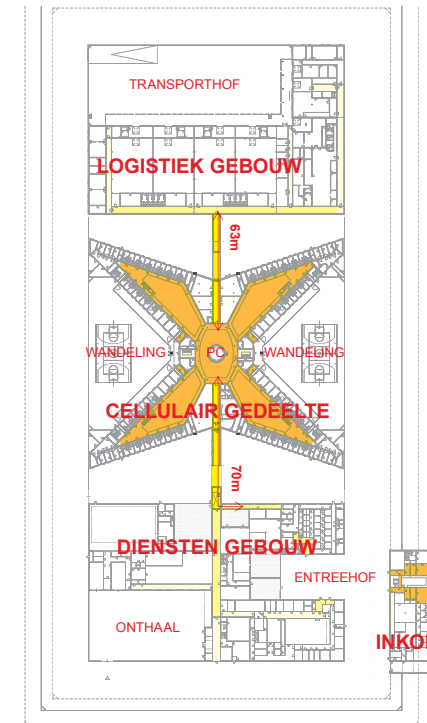 TRANSPORTHOF
LOGISTIEK GEBOUW
63m
WANDELING
PC
WANDELING
CELLULAIR GEDEELTE
70m
DIENSTEN GEBOUW
ENTREEHOF
ONTHAAL
INKO